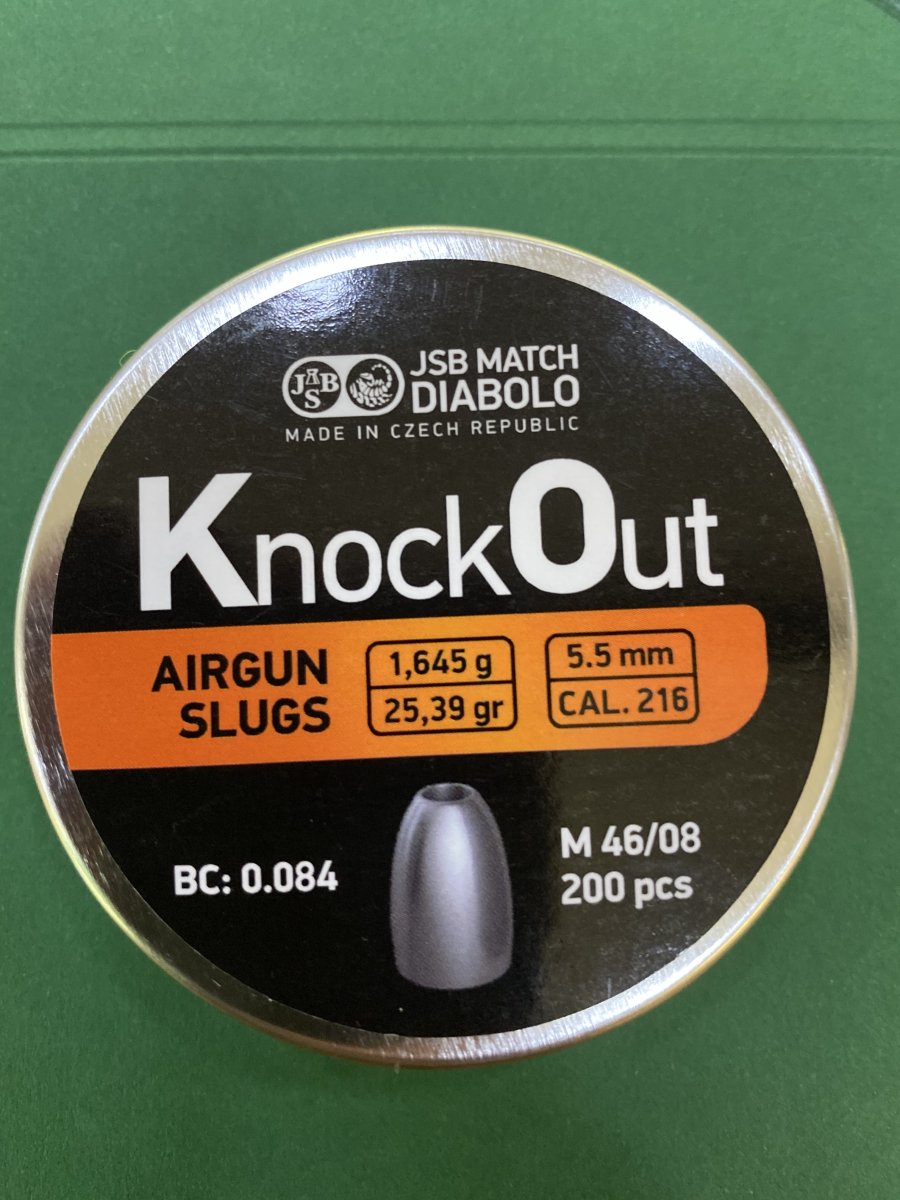 JSB
JSB MATCH
DIABOLO
MADE IN CZECH REPUBLIC
KnockOut
AIRGUN
SLUGS
1,645 g
25,39 gr
5.5 mm
CAL. 216
BC: 0.084
M 46/08
200 pcs